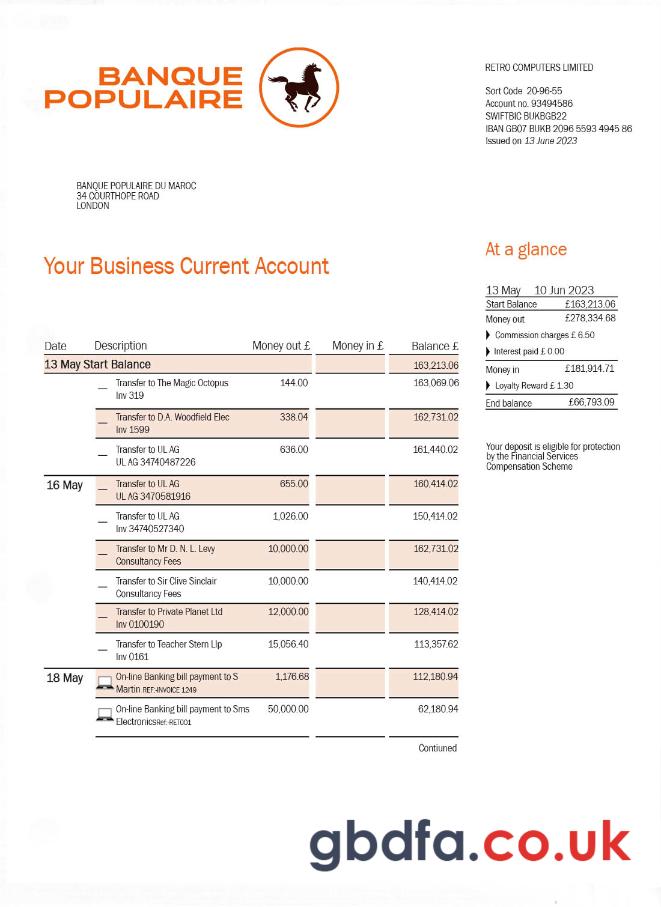 BANQUE
POPULAIRE
RETRO COMPUTERS LIMITED
Sort Code 20-96-55
Account no. 93494586
SWIFTBIC BUKBGB22
IBAN GB07 BUKB 2096 5593 4945 86
Issued on 13 June 2023
BANQUE POPULAIRE DU MAROC
34 COURTHOPE ROAD
LONDON
Your Business Current Account
At a glance
13 May 10 Jun 2023
Start Balance £163,213.06
Money out £278,334.68
Commission charges £ 6.50
Interest paid £ 0.00
Money in £181,914.71
Loyalty Reward £ 1.30
End balance £66,793.09
Your deposit is eligible for protection
by the Financial Services
Compensation Scheme
Date Description Money out £ Money in £ Balance £
13 May Start Balance 163,213.06
Transfer to The Magic Octopus 144.00 163,069.06
Inv 319
Transfer to D.A. Woodfield Elec 338.04 162,731.02
Inv 1599
Transfer to UL AG 636.00 161,440.02
UL AG 34740487226
16 May Transfer to UL AG 655.00 160,414.02
UL AG 3470581916
Transfer to UL AG 1,026.00 150,414.02
Inv 34740527340
Transfer to Mr D. N. L. Levy 10,000.00 162,731.02
Consultancy Fees
Transfer to Sir Clive Sinclair 10,000.00 140,414.02
Consultancy Fees
Transfer to Private Planet Ltd 12,000.00 128,414.02
Inv 0100190
Transfer to Teacher Stern Llp 15,056.40 113,357.62
Inv 0161
18 May On-line Banking bill payment to S 1,176.68 112,180.94
Martin REF:-INVOICE 1249
On-line Banking bill payment to Sms 50,000.00 62,180.94
Electronics Ref:-RET001
Contiuned
gbdfa.co.uk